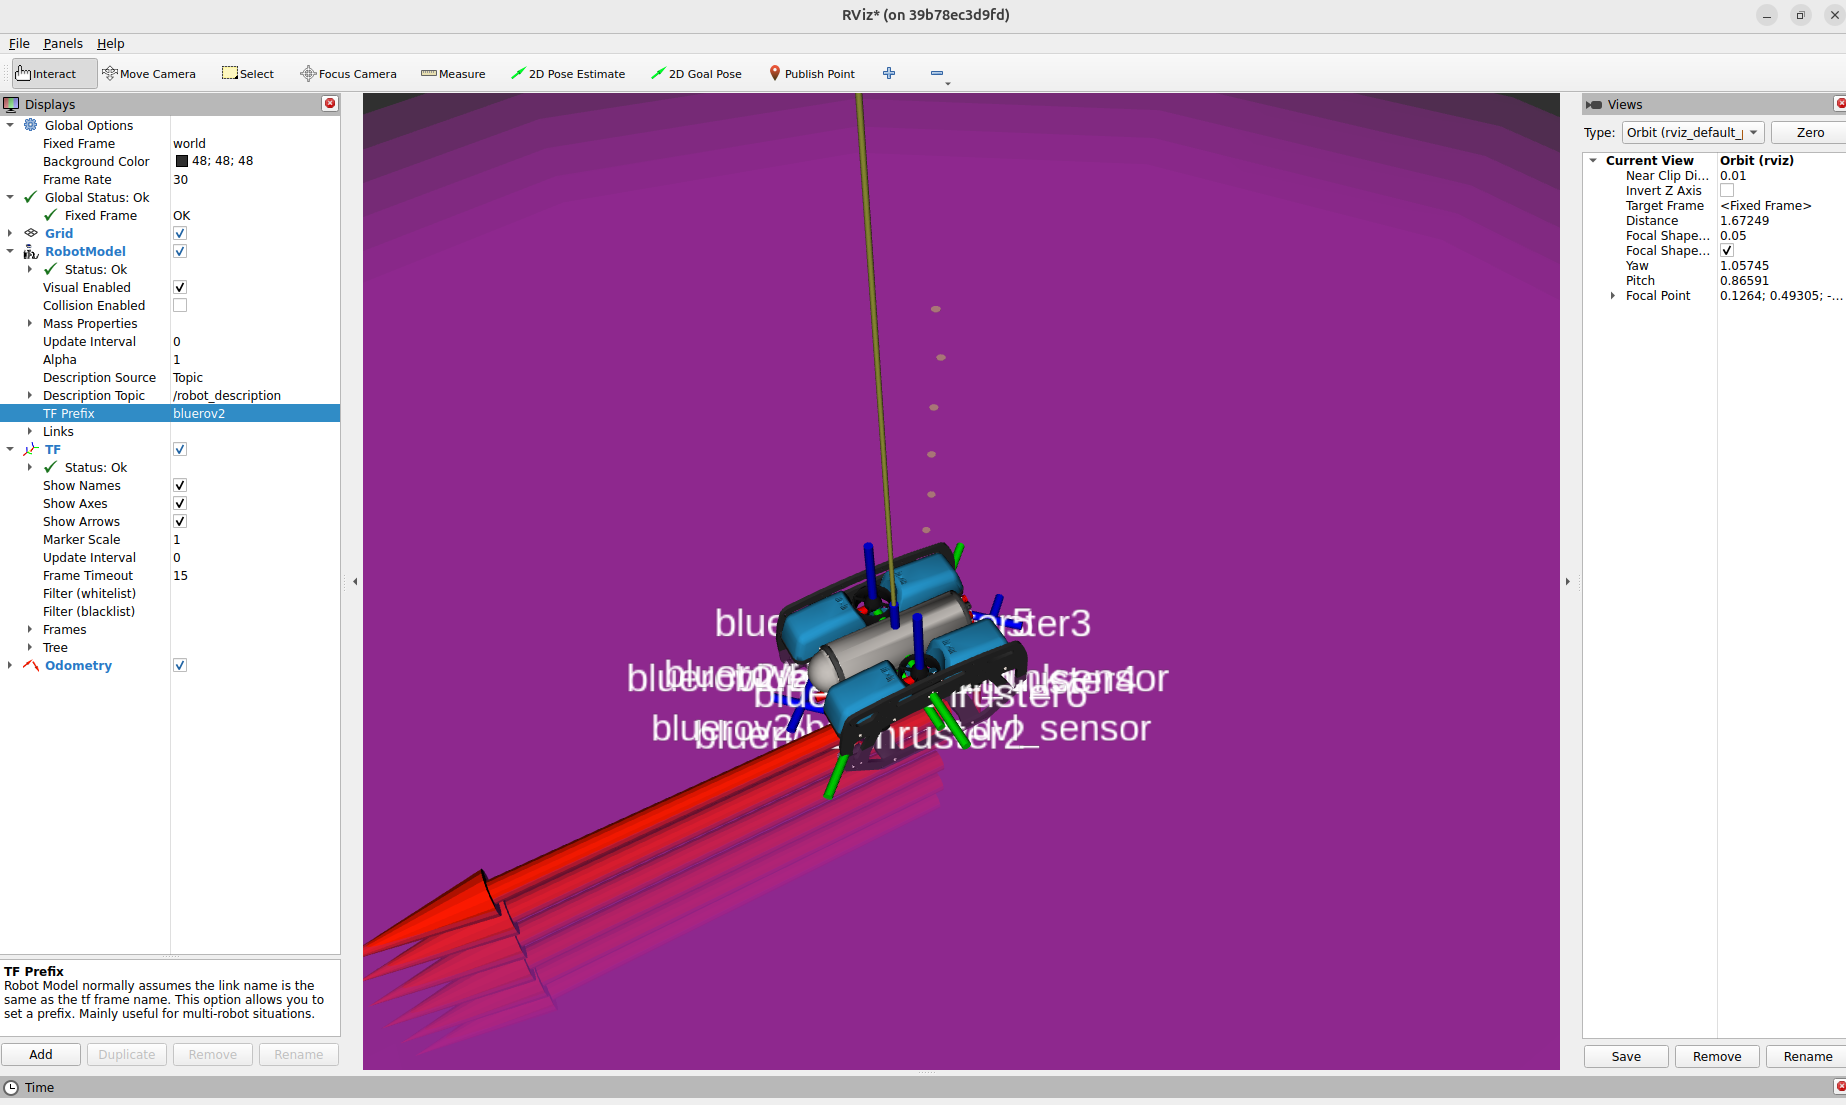 RViz* (on 39b78ec3d9fd)
File Panels Help
Interact Move Camera Select Focus Camera Measure 2D Pose Estimate 2D Goal Pose Publish Point
Displays
Global Options
Fixed Frame world
Background Color 48; 48; 48
Frame Rate 30
Global Status: Ok
Fixed Frame OK
Grid
RobotModel
Status: Ok
Visual Enabled
Collision Enabled
Mass Properties
Update Interval 0
Alpha 1
Description Source Topic
Description Topic /robot_description
TF Prefix bluerov2
Links
TF
Status: Ok
Show Names
Show Axes
Show Arrows
Marker Scale 1
Update Interval 0
Frame Timeout 15
Filter (whitelist)
Filter (blacklist)
Frames
Tree
Odometry
TF Prefix
Robot Model normally assumes the link name is the
same as the tf frame name. This option allows you to
set a prefix. Mainly useful for multi-robot situations.
Add Duplicate Remove Rename
Time
Views
Type: Orbit (rviz_default_ Zero
Current View Orbit (rviz)
Near Clip Di... 0.01
Invert Z Axis
Target Frame <Fixed Frame>
Distance 1.67249
Focal Shape... 0.05
Focal Shape...
Yaw 1.05745
Pitch 0.86591
Focal Point 0.1264; 0.49305; -...
Save Remove Rename